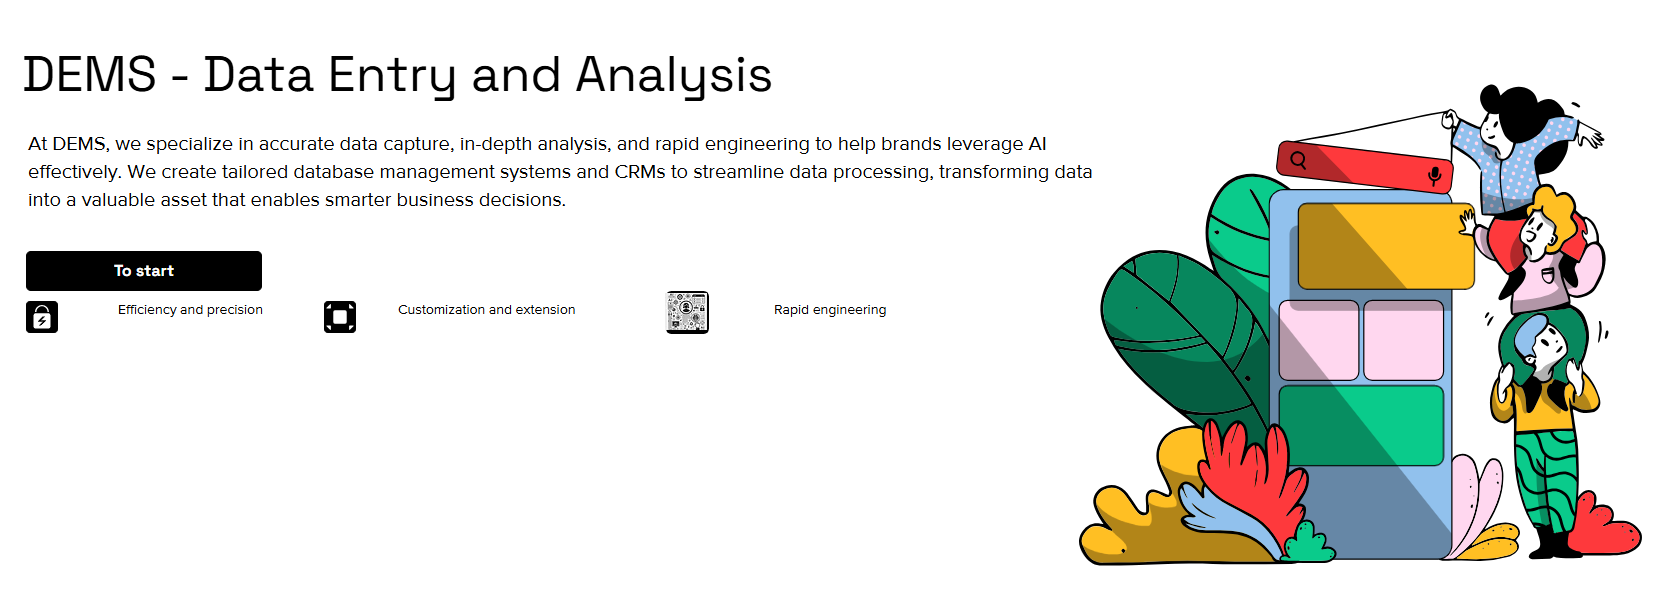 DEMS - Data Entry and Analysis
At DEMS, we specialize in accurate data capture, in-depth analysis, and rapid engineering to help brands leverage AI
effectively. We create tailored database management systems and CRMs to streamline data processing, transforming data
into a valuable asset that enables smarter business decisions.
To start
Efficiency and precision
Customization and extension
Rapid engineering